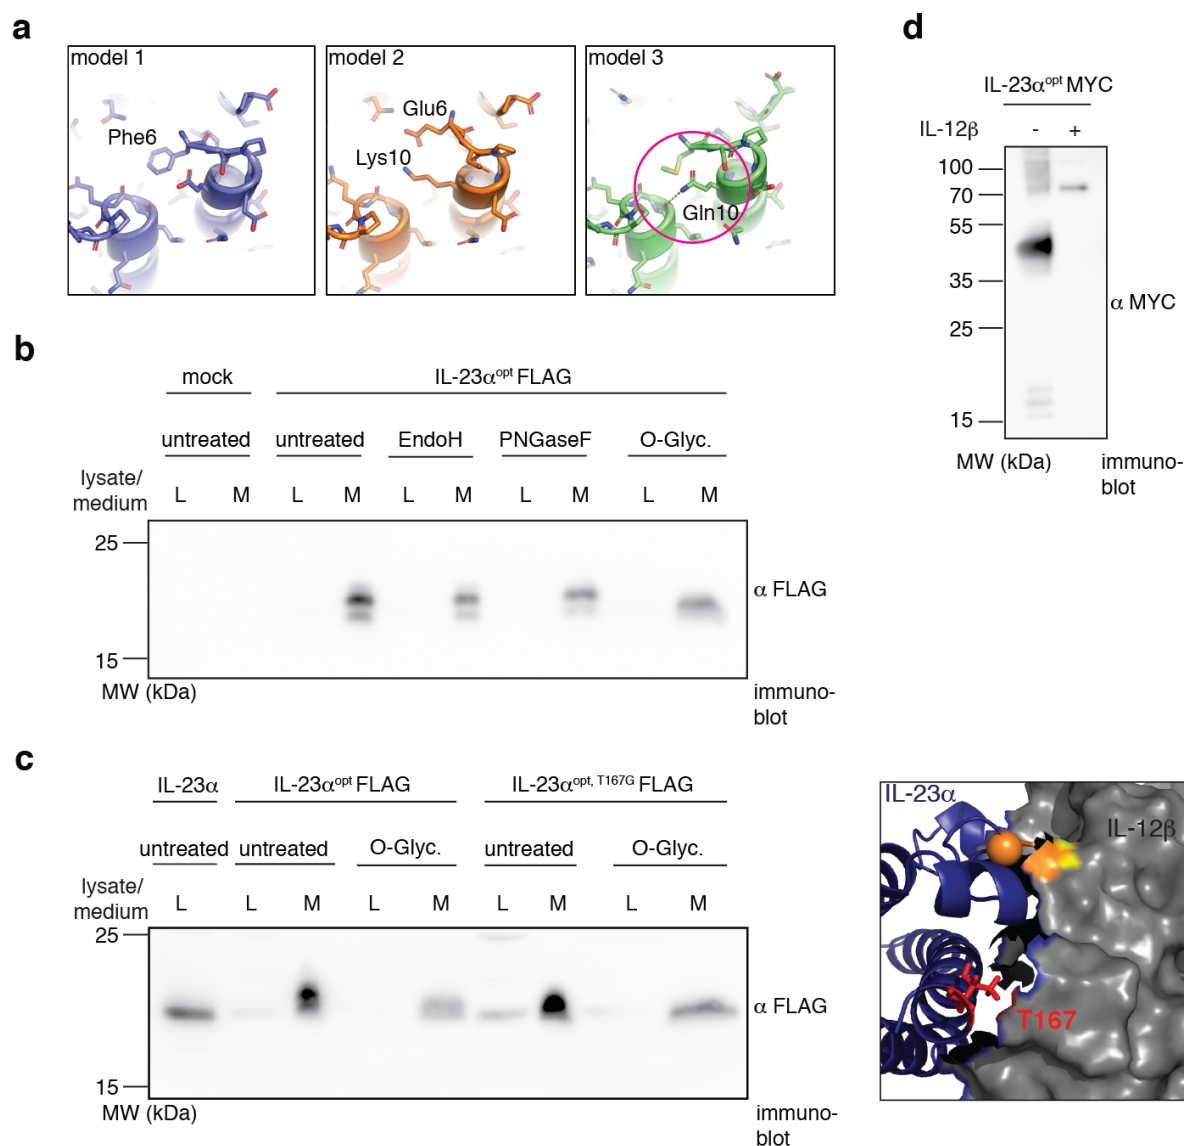 a
model 1
Phe6
model 2
Glu6
Lys10
model 3
Gln10
b
mock
IL-23αopt FLAG
untreated untreated EndoH PNGaseF O-Glyc.
lysate/
medium
L M L M L M L M L M
25
15
α FLAG
MW (kDa)
immuno-
blot
c
IL-23α IL-23αopt FLAG IL-23αopt, T167G FLAG
untreated untreated O-Glyc. untreated O-Glyc.
lysate/
medium
L L M L M L M L M
25
15
α FLAG
MW (kDa)
immuno-
blot
IL-23α
IL-12β
T167
d
IL-23αopt MYC
IL-12β - +
100
70
55
35
25
15
α MYC
MW (kDa)
immuno-
blot